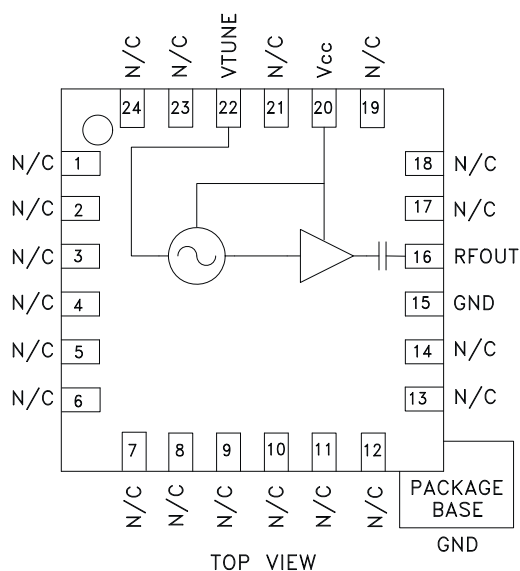 N/C N/C VTUNE N/C Vcc N/C
24 23 22 21 20 19
N/C 1 18 N/C
N/C 2 17 N/C
N/C 3 16 RFOUT
N/C 4 15 GND
N/C 5 14 N/C
N/C 6 13 N/C
7 8 9 10 11 12
N/C N/C N/C N/C N/C N/C
PACKAGE
BASE
GND
TOP VIEW